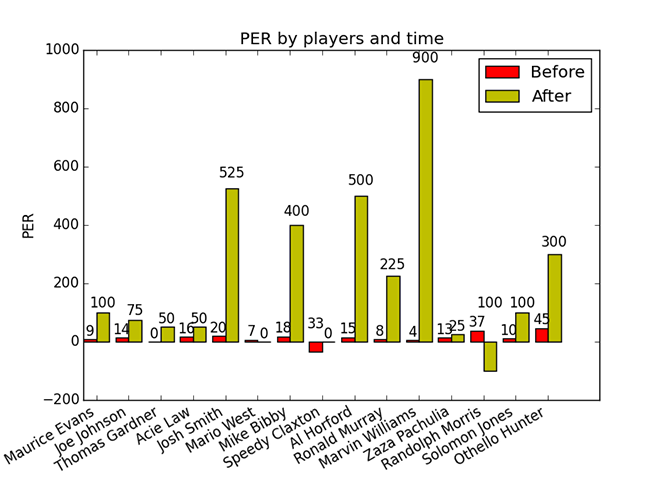 PER by players and time
Before
After
PER
1000
800
600
400
200
0
−200
9
100
14
75
0
50
16
50
20
525
7
0
18
400
33
0
15
500
8
225
4
900
13
25
37
100
10
100
45
300
Maurice Evans
Joe Johnson
Thomas Gardner
Acie Law
Josh Smith
Mario West
Mike Bibby
Speedy Claxton
Al Horford
Ronald Murray
Marvin Williams
Zaza Pachulia
Randolph Morris
Solomon Jones
Othello Hunter